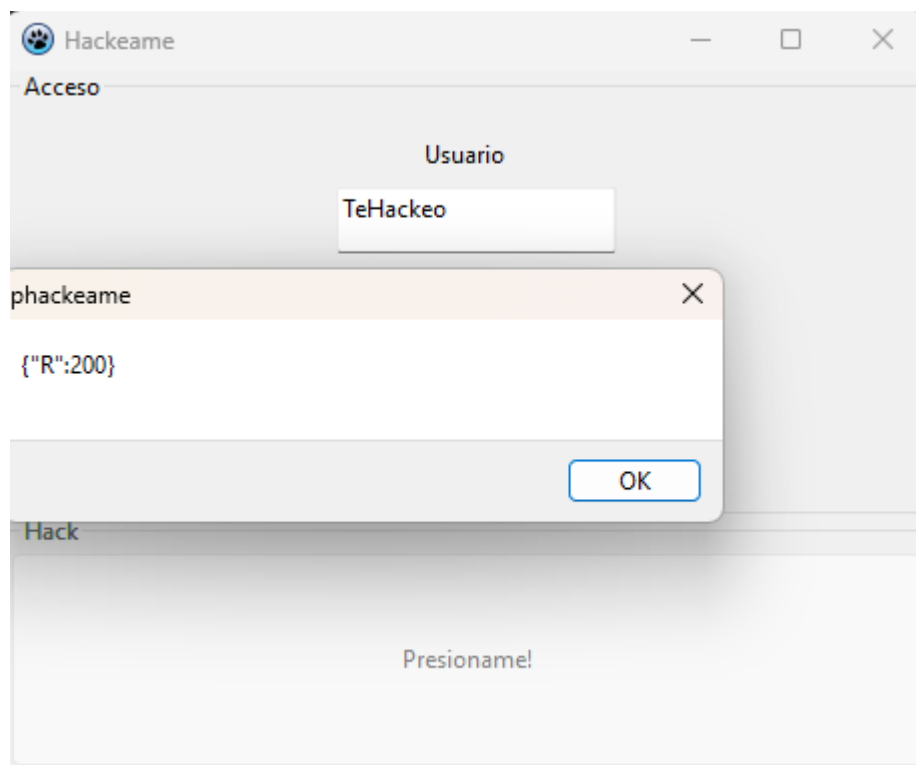 Hackeame
Acceso
Usuario
TeHackeo
phackeame
{"R":200}
OK
Hack
Presioname!